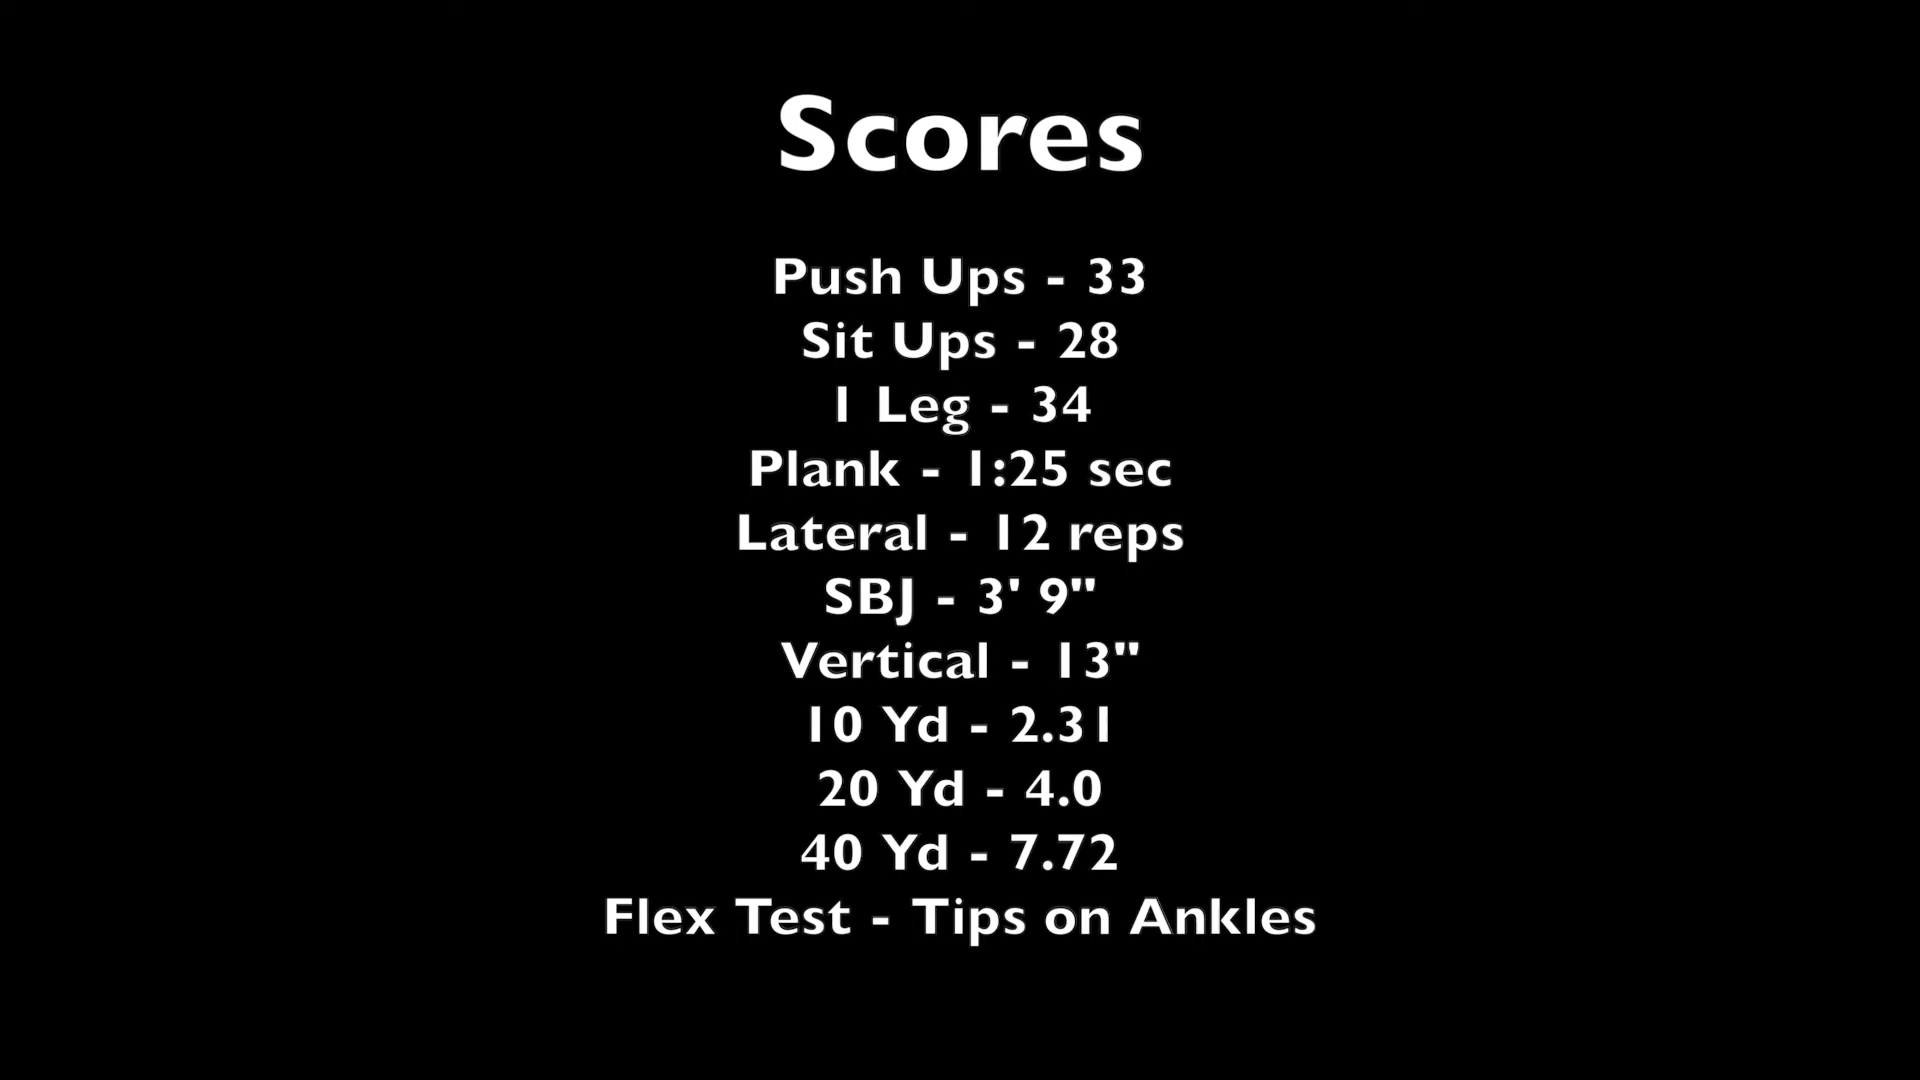 Scores
Push Ups - 33
Sit Ups - 28
1 Leg - 34
Plank - 1:25 sec
Lateral - 12 reps
SBJ - 3' 9"
Vertical - 13"
10 Yd - 2.31
20 Yd - 4.0
40 Yd - 7.72
Flex Test - Tips on Ankles